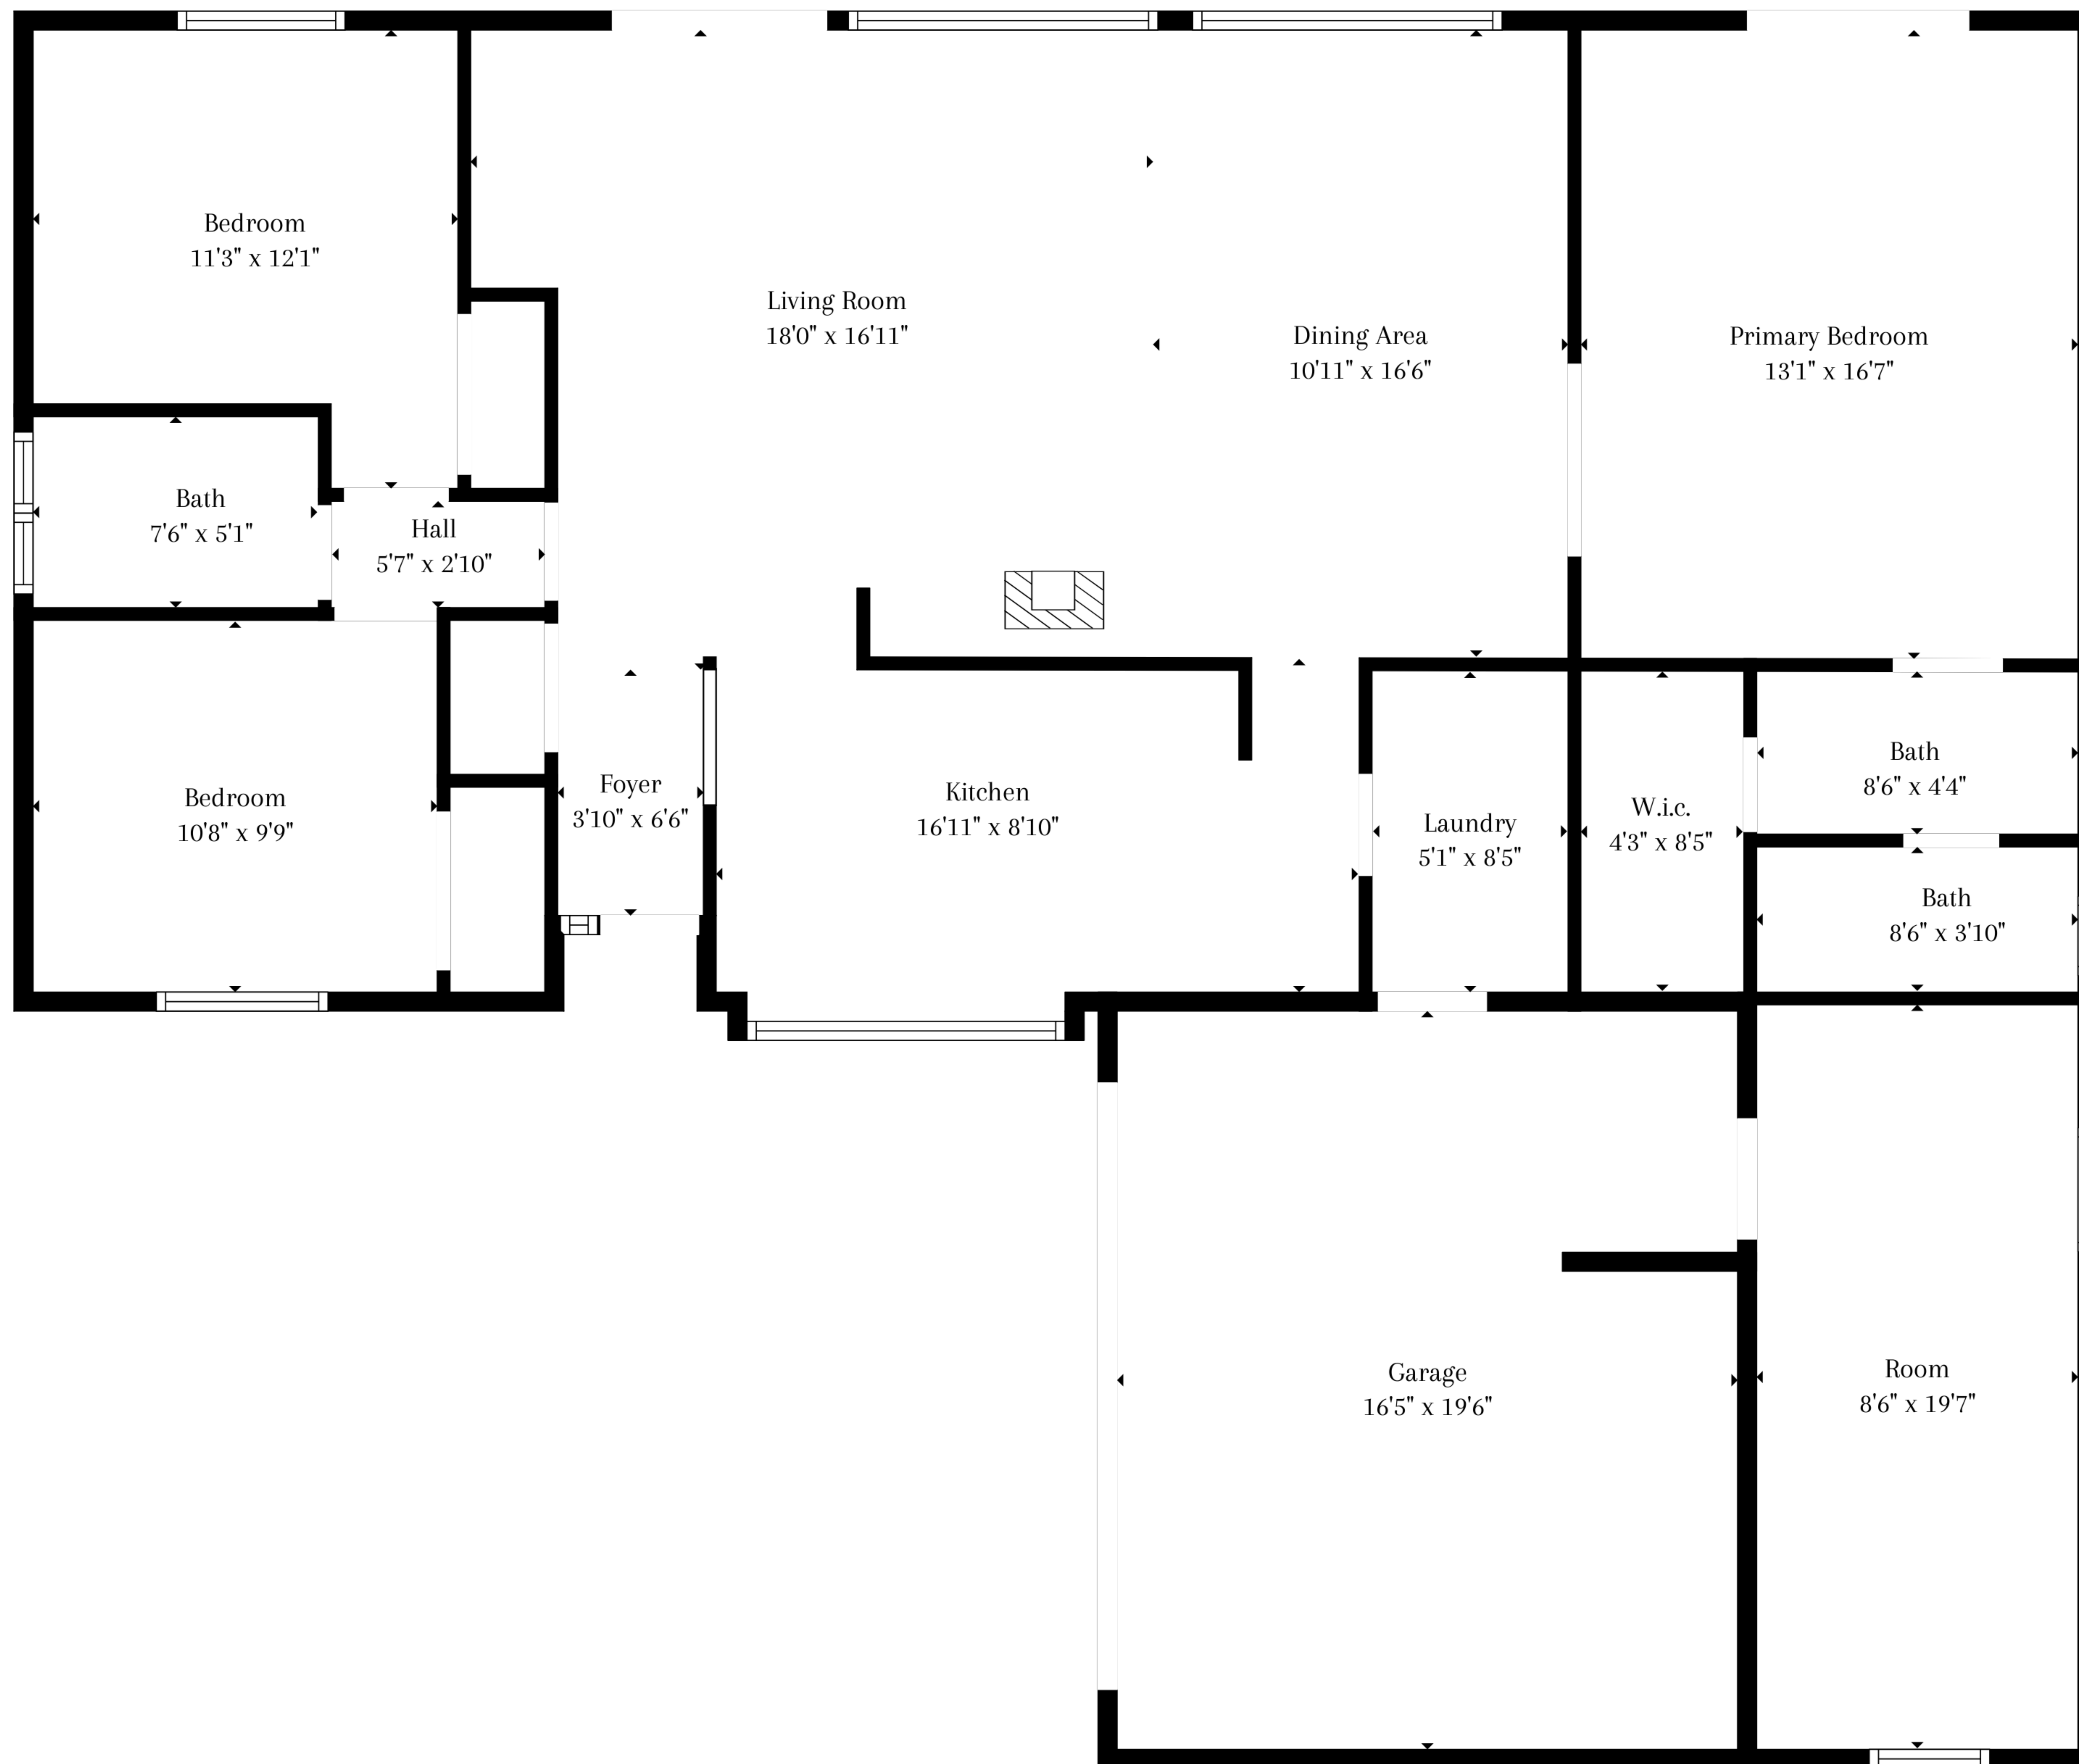 Bedroom
11'3" x 12'1"
Living Room
18'0" x 16'11"
Dining Area
10'11" x 16'6"
Primary Bedroom
13'1" x 16'7"
Bath
7'6" x 5'1"
Hall
5'7" x 2'10"
Bedroom
10'8" x 9'9"
Foyer
3'10" x 6'6"
Kitchen
16'11" x 8'10"
Laundry
5'1" x 8'5"
W.i.c.
4'3" x 8'5"
Bath
8'6" x 4'4"
Bath
8'6" x 3'10"
Garage
16'5" x 19'6"
Room
8'6" x 19'7"